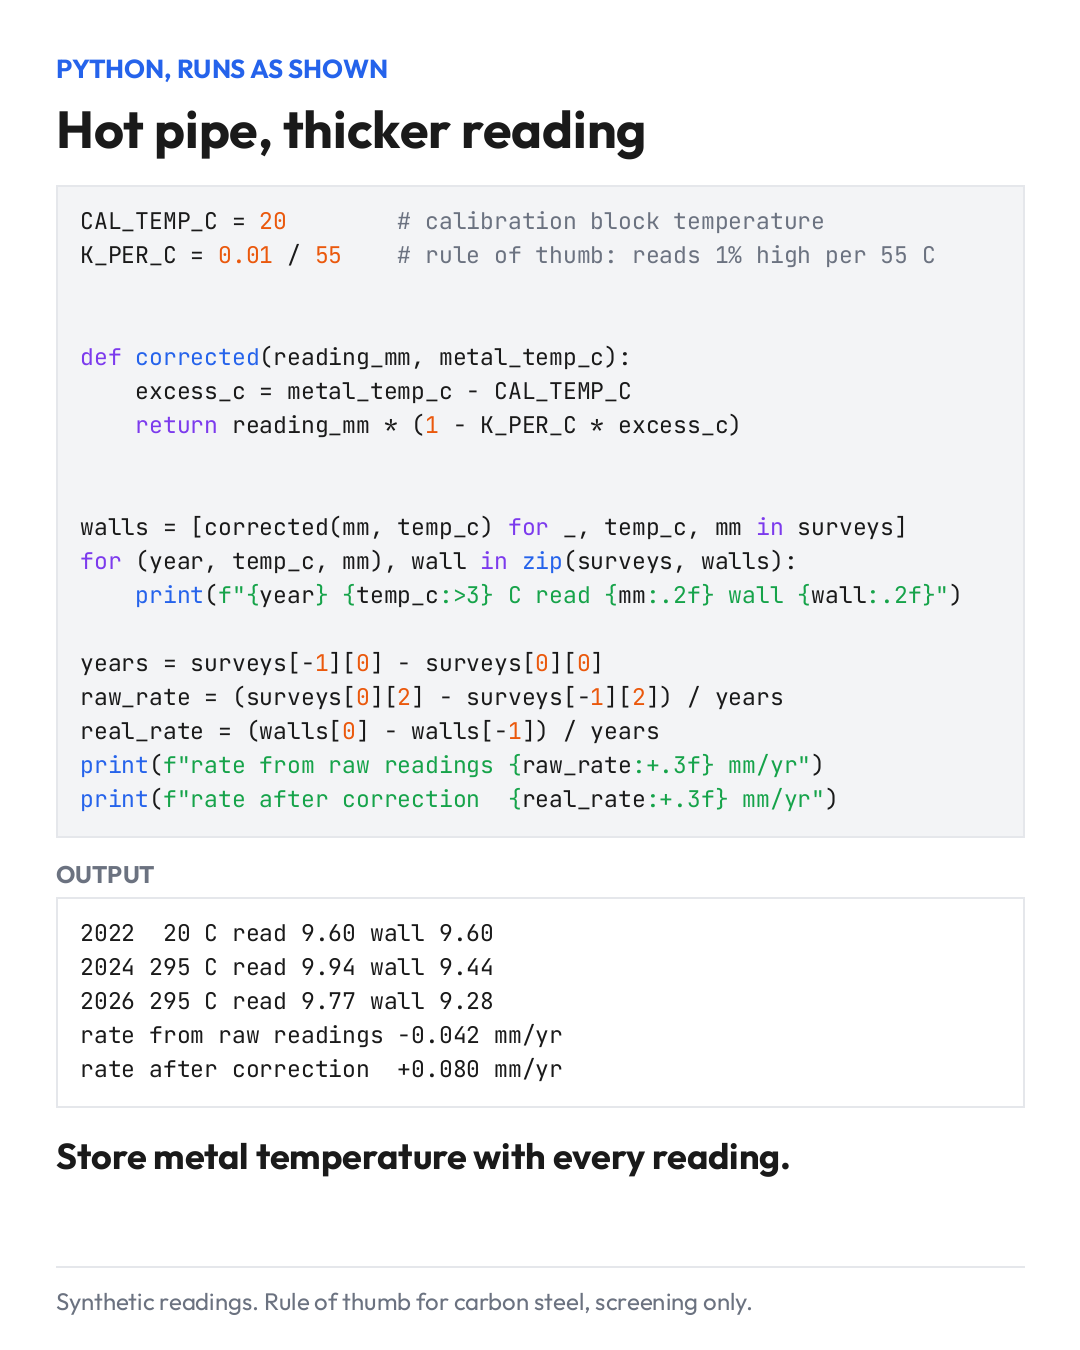 PYTHON, RUNS AS SHOWN
Hot pipe, thicker reading
CAL_TEMP_C = 20        # calibration block temperature
K_PER_C = 0.01 / 55    # rule of thumb: reads 1% high per 55 C
def corrected(reading_mm, metal_temp_c):
    excess_c = metal_temp_c - CAL_TEMP_C
    return reading_mm * (1 - K_PER_C * excess_c)
walls = [corrected(mm, temp_c) for _, temp_c, mm in surveys]
for (year, temp_c, mm), wall in zip(surveys, walls):
    print(f"{year} {temp_c:>3} C read {mm:.2f} wall {wall:.2f}")
years = surveys[-1][0] - surveys[0][0]
raw_rate = (surveys[0][2] - surveys[-1][2]) / years
real_rate = (walls[0] - walls[-1]) / years
print(f"rate from raw readings {raw_rate:+.3f} mm/yr")
print(f"rate after correction  {real_rate:+.3f} mm/yr")
OUTPUT
2022  20 C read 9.60 wall 9.60
2024 295 C read 9.94 wall 9.44
2026 295 C read 9.77 wall 9.28
rate from raw readings -0.042 mm/yr
rate after correction  +0.080 mm/yr
Store metal temperature with every reading.
Synthetic readings. Rule of thumb for carbon steel, screening only.